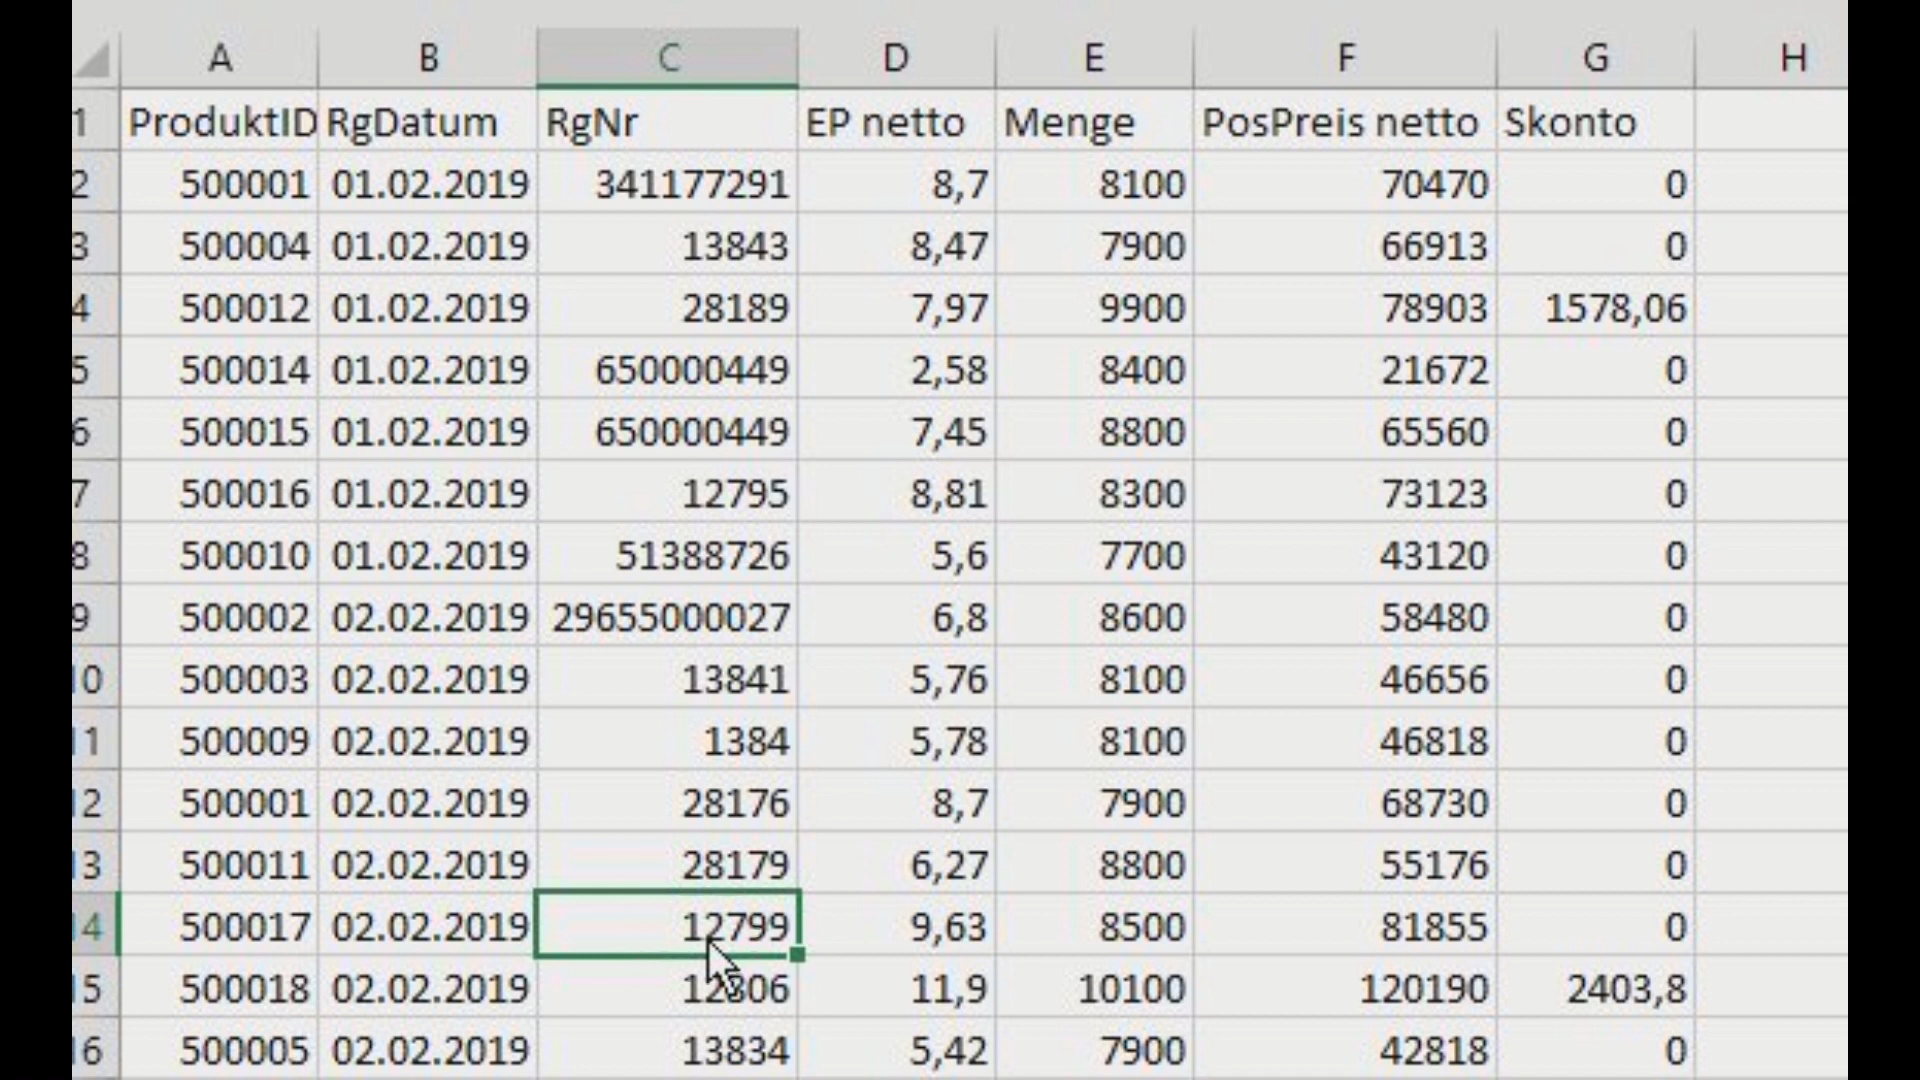 A B C D E F G H
1 ProduktID RgDatum RgNr EP netto Menge PosPreis netto Skonto
2 500001 01.02.2019 341177291 8,7 8100 70470 0
3 500004 01.02.2019 13843 8,47 7900 66913 0
4 500012 01.02.2019 28189 7,97 9900 78903 1578,06
5 500014 01.02.2019 650000449 2,58 8400 21672 0
6 500015 01.02.2019 650000449 7,45 8800 65560 0
7 500016 01.02.2019 12795 8,81 8300 73123 0
8 500010 01.02.2019 51388726 5,6 7700 43120 0
9 500002 02.02.2019 29655000027 6,8 8600 58480 0
10 500003 02.02.2019 13841 5,76 8100 46656 0
11 500009 02.02.2019 1384 5,78 8100 46818 0
12 500001 02.02.2019 28176 8,7 7900 68730 0
13 500011 02.02.2019 28179 6,27 8800 55176 0
14 500017 02.02.2019 12799 9,63 8500 81855 0
15 500018 02.02.2019 11,9 10100 120190 2403,8
16 500005 02.02.2019 13834 5,42 7900 42818 0